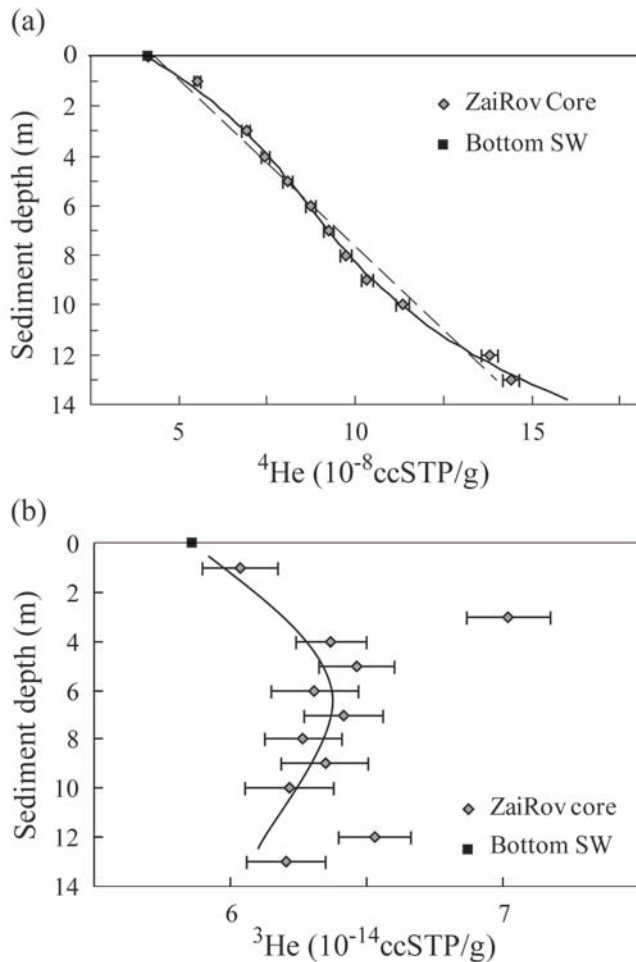 (a)
0
2
4
6
8
10
12
14
Sediment depth (m)
ZaiRov Core
Bottom SW
5
10
15
⁴He (10⁻⁸ccSTP/g)
(b)
0
2
4
6
8
10
12
14
Sediment depth (m)
ZaiRov core
Bottom SW
6
7
³He (10⁻¹⁴ccSTP/g)